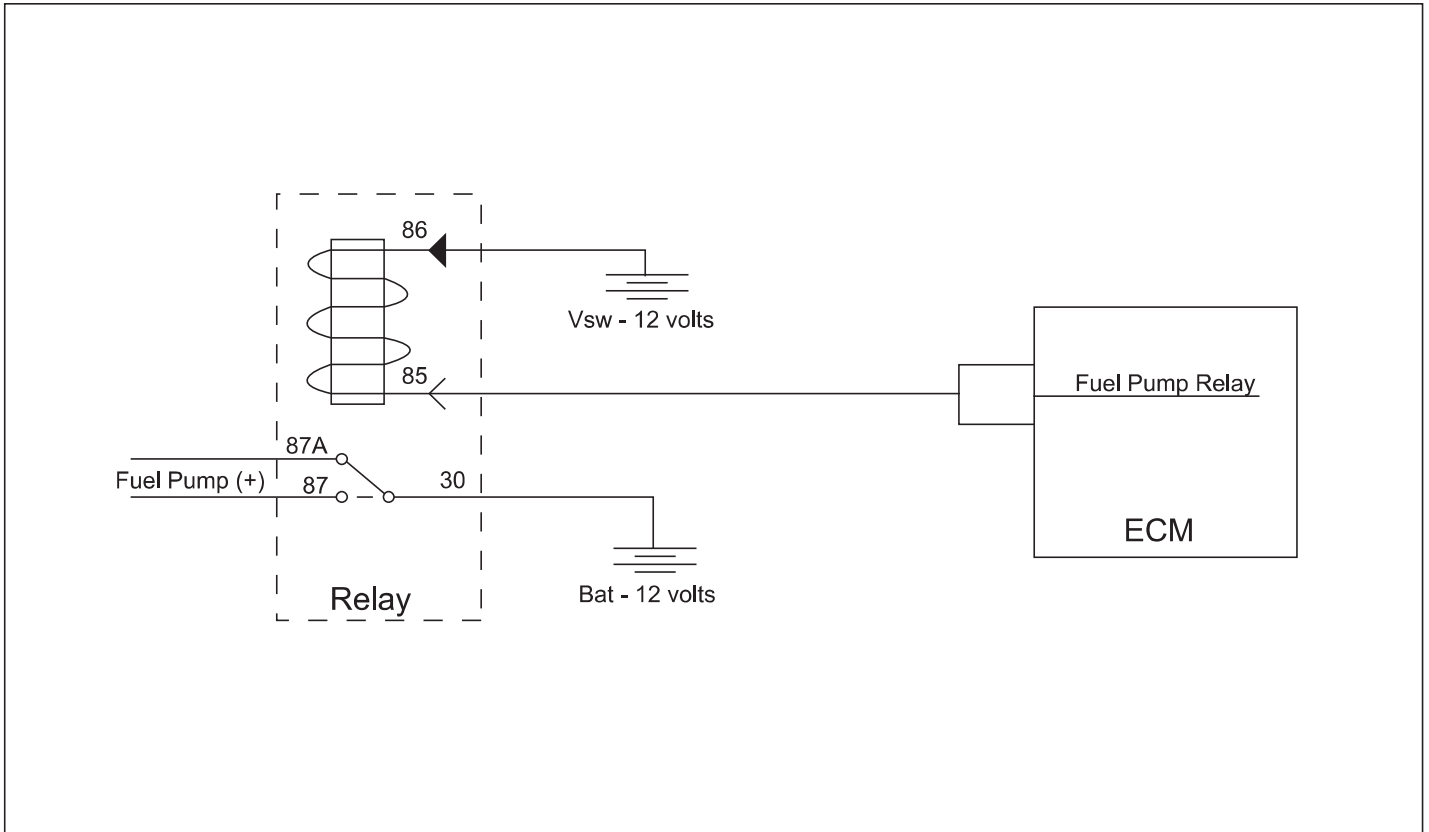 86
Vsw - 12 volts
85
Fuel Pump Relay
87A
Fuel Pump (+)
87
30
ECM
Bat - 12 volts
Relay